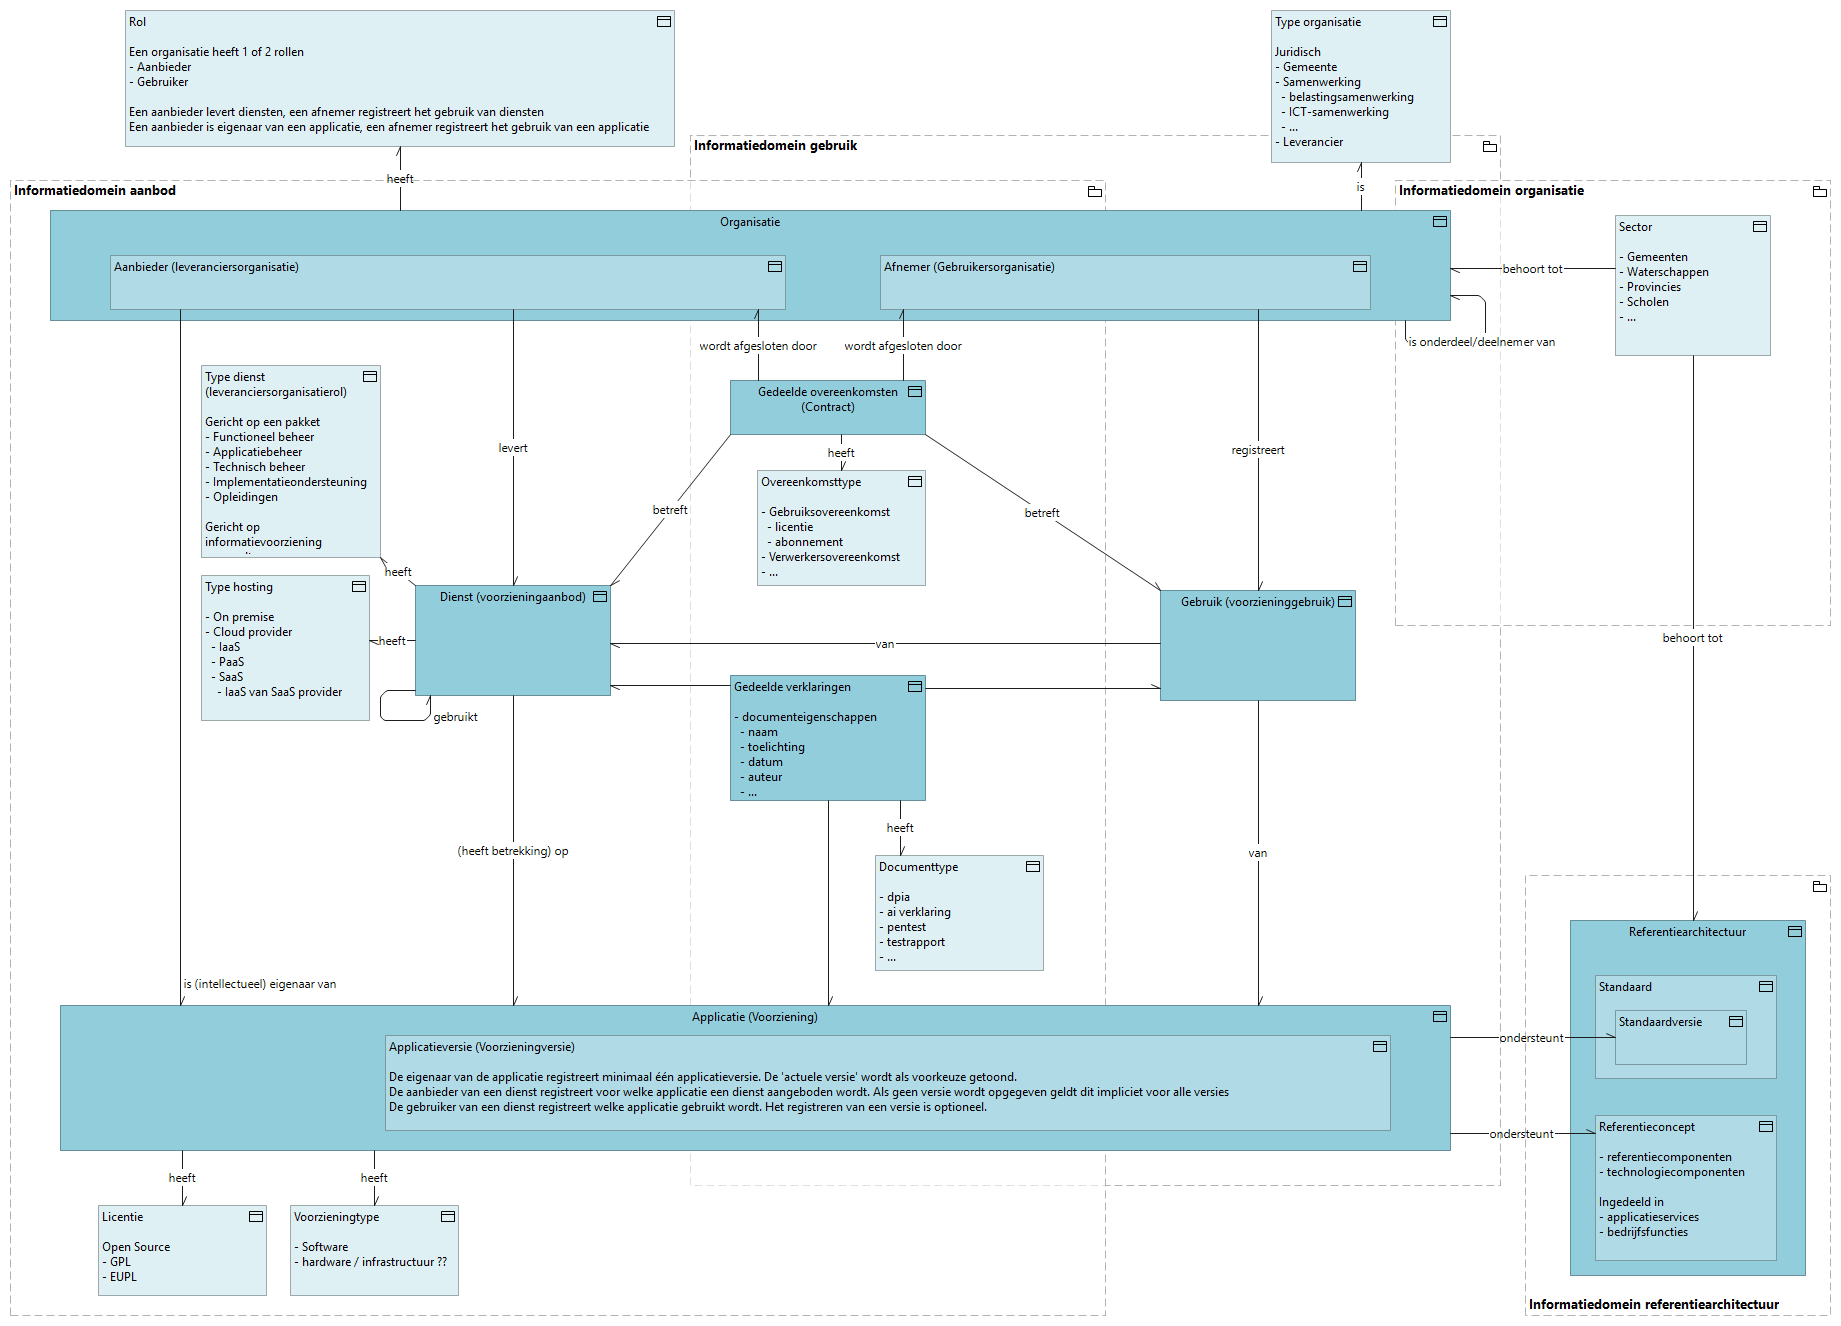 Rol
Een organisatie heeft 1 of 2 rollen
- Aanbieder
- Gebruiker
Een aanbieder levert diensten, een afnemer registreert het gebruik van diensten
Een aanbieder is eigenaar van een applicatie, een afnemer registreert het gebruik van een applicatie
Type organisatie
Juridisch
- Gemeente
- Samenwerking
- belastingsamenwerking
- ICT-samenwerking
- ...
- Leverancier
Informatiedomein gebruik
heeft
is
Informatiedomein aanbod
Informatiedomein organisatie
Organisatie
Aanbieder (leveranciersorganisatie)
Afnemer (Gebruikersorganisatie)
behoort tot
Sector
- Gemeenten
- Waterschappen
- Provincies
- Scholen
- ...
is onderdeel/deelnemer van
wordt afgesloten door
wordt afgesloten door
Type dienst
(leveranciersorganisatierol)
Gericht op een pakket
- Functioneel beheer
- Applicatiebeheer
- Technisch beheer
- Implementatieondersteuning
- Opleidingen
Gericht op
informatievoorziening
levert
Gedeelde overeenkomsten
(Contract)
heeft
registreert
Overeenkomsttype
- Gebruiksovereenkomst
- licentie
- abonnement
- Verwerkersovereenkomst
- ...
betreft
betreft
heeft
Type hosting
- On premise
- Cloud provider
- IaaS
- PaaS
- SaaS
- IaaS van SaaS provider
heeft
Dienst (voorzieningaanbod)
Gebruik (voorzieninggebruik)
van
behoort tot
gebruikt
Gedeelde verklaringen
- documenteigenschappen
- naam
- toelichting
- datum
- auteur
- ...
heeft
(heeft betrekking) op
van
Documenttype
- dpia
- ai verklaring
- pentest
- testrapport
- ...
is (intellectueel) eigenaar van
Referentiearchitectuur
Standaard
Standaardversie
Applicatie (Voorziening)
Applicatieversie (Voorzieningversie)
De eigenaar van de applicatie registreert minimaal één applicatieversie. De 'actuele versie' wordt als voorkeuze getoond.
De aanbieder van een dienst registreert voor welke applicatie een dienst aangeboden wordt. Als geen versie wordt opgegeven geldt dit impliciet voor alle versies
De gebruiker van een dienst registreert welke applicatie gebruikt wordt. Het registreren van een versie is optioneel.
ondersteunt
ondersteunt
Referentieconcept
- referentiecomponenten
- technologiecomponenten
Ingedeeld in
- applicatieservices
- bedrijfsfuncties
heeft
heeft
Licentie
Open Source
- GPL
- EUPL
Voorzieningtype
- Software
- hardware / infrastructuur ??
Informatiedomein referentiearchitectuur